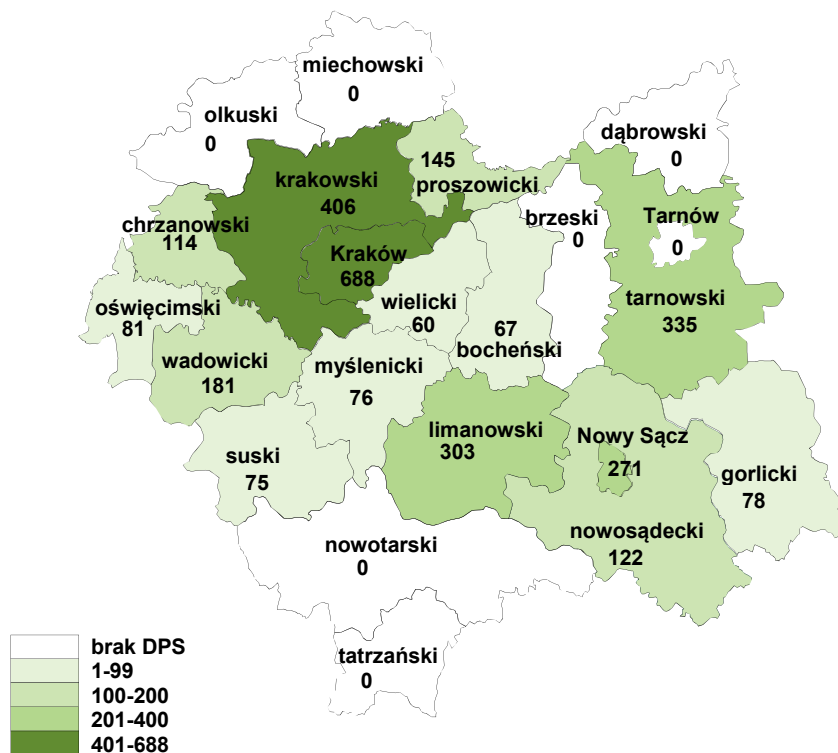 miechowski
0
olkuski
0
dąbrowski
0
145
proszowicki
krakowski
406
brzeski
0
Tarnów
0
chrzanowski
114
Kraków
688
wielicki
60
tarnowski
335
oświęcimski
81
67
bocheński
wadowicki
181
myślenicki
76
limanowski
303
Nowy Sącz
271
suski
75
gorlicki
78
nowosądecki
122
nowotarski
0
tatrzański
0
brak DPS
1-99
100-200
201-400
401-688